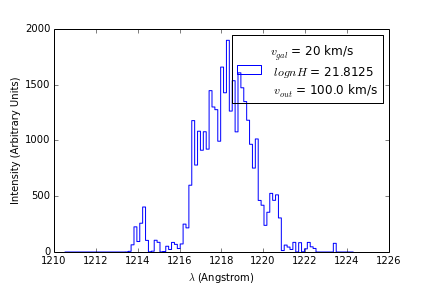 2000
1500
1000
500
0
Intensity (Arbitrary Units)
v_gal = 20 km/s
lognH = 21.8125
v_out = 100.0 km/s
1210 1212 1214 1216 1218 1220 1222 1224 1226
λ (Angstrom)